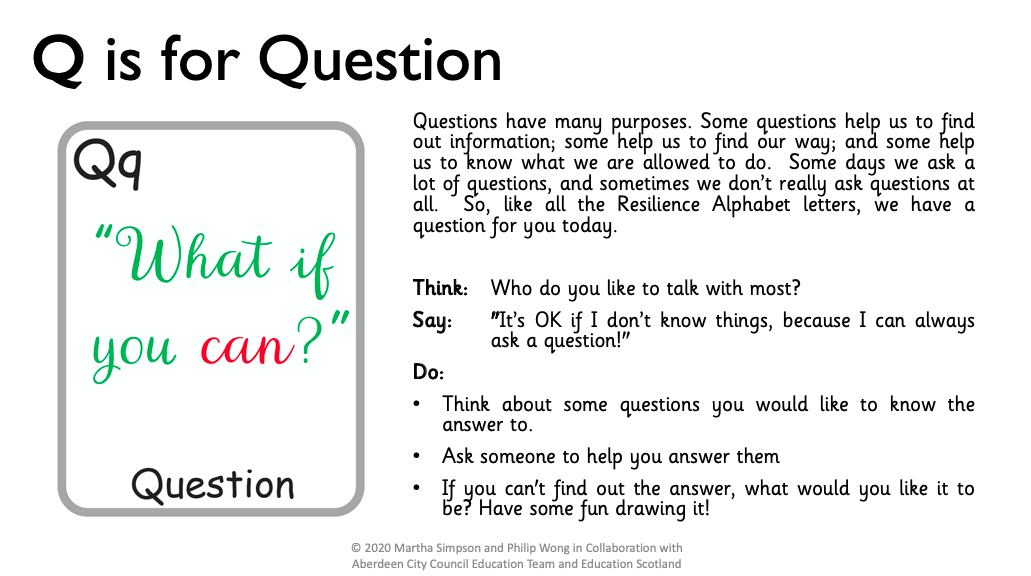 Q is for Question
Qq
“What if
you can?”
Question
Questions have many purposes. Some questions help us to find
out information; some help us to find our way; and some help
us to know what we are allowed to do. Some days we ask a
lot of questions, and sometimes we don’t really ask questions at
all. So, like all the Resilience Alphabet letters, we have a
question for you today.
Think: Who do you like to talk with most?
Say: "It’s OK if I don’t know things, because I can always
ask a question!"
Do:
• Think about some questions you would like to know the
answer to.
• Ask someone to help you answer them
• If you can't find out the answer, what would you like it to
be? Have some fun drawing it!
© 2020 Martha Simpson and Philip Wong in Collaboration with
Aberdeen City Council Education Team and Education Scotland